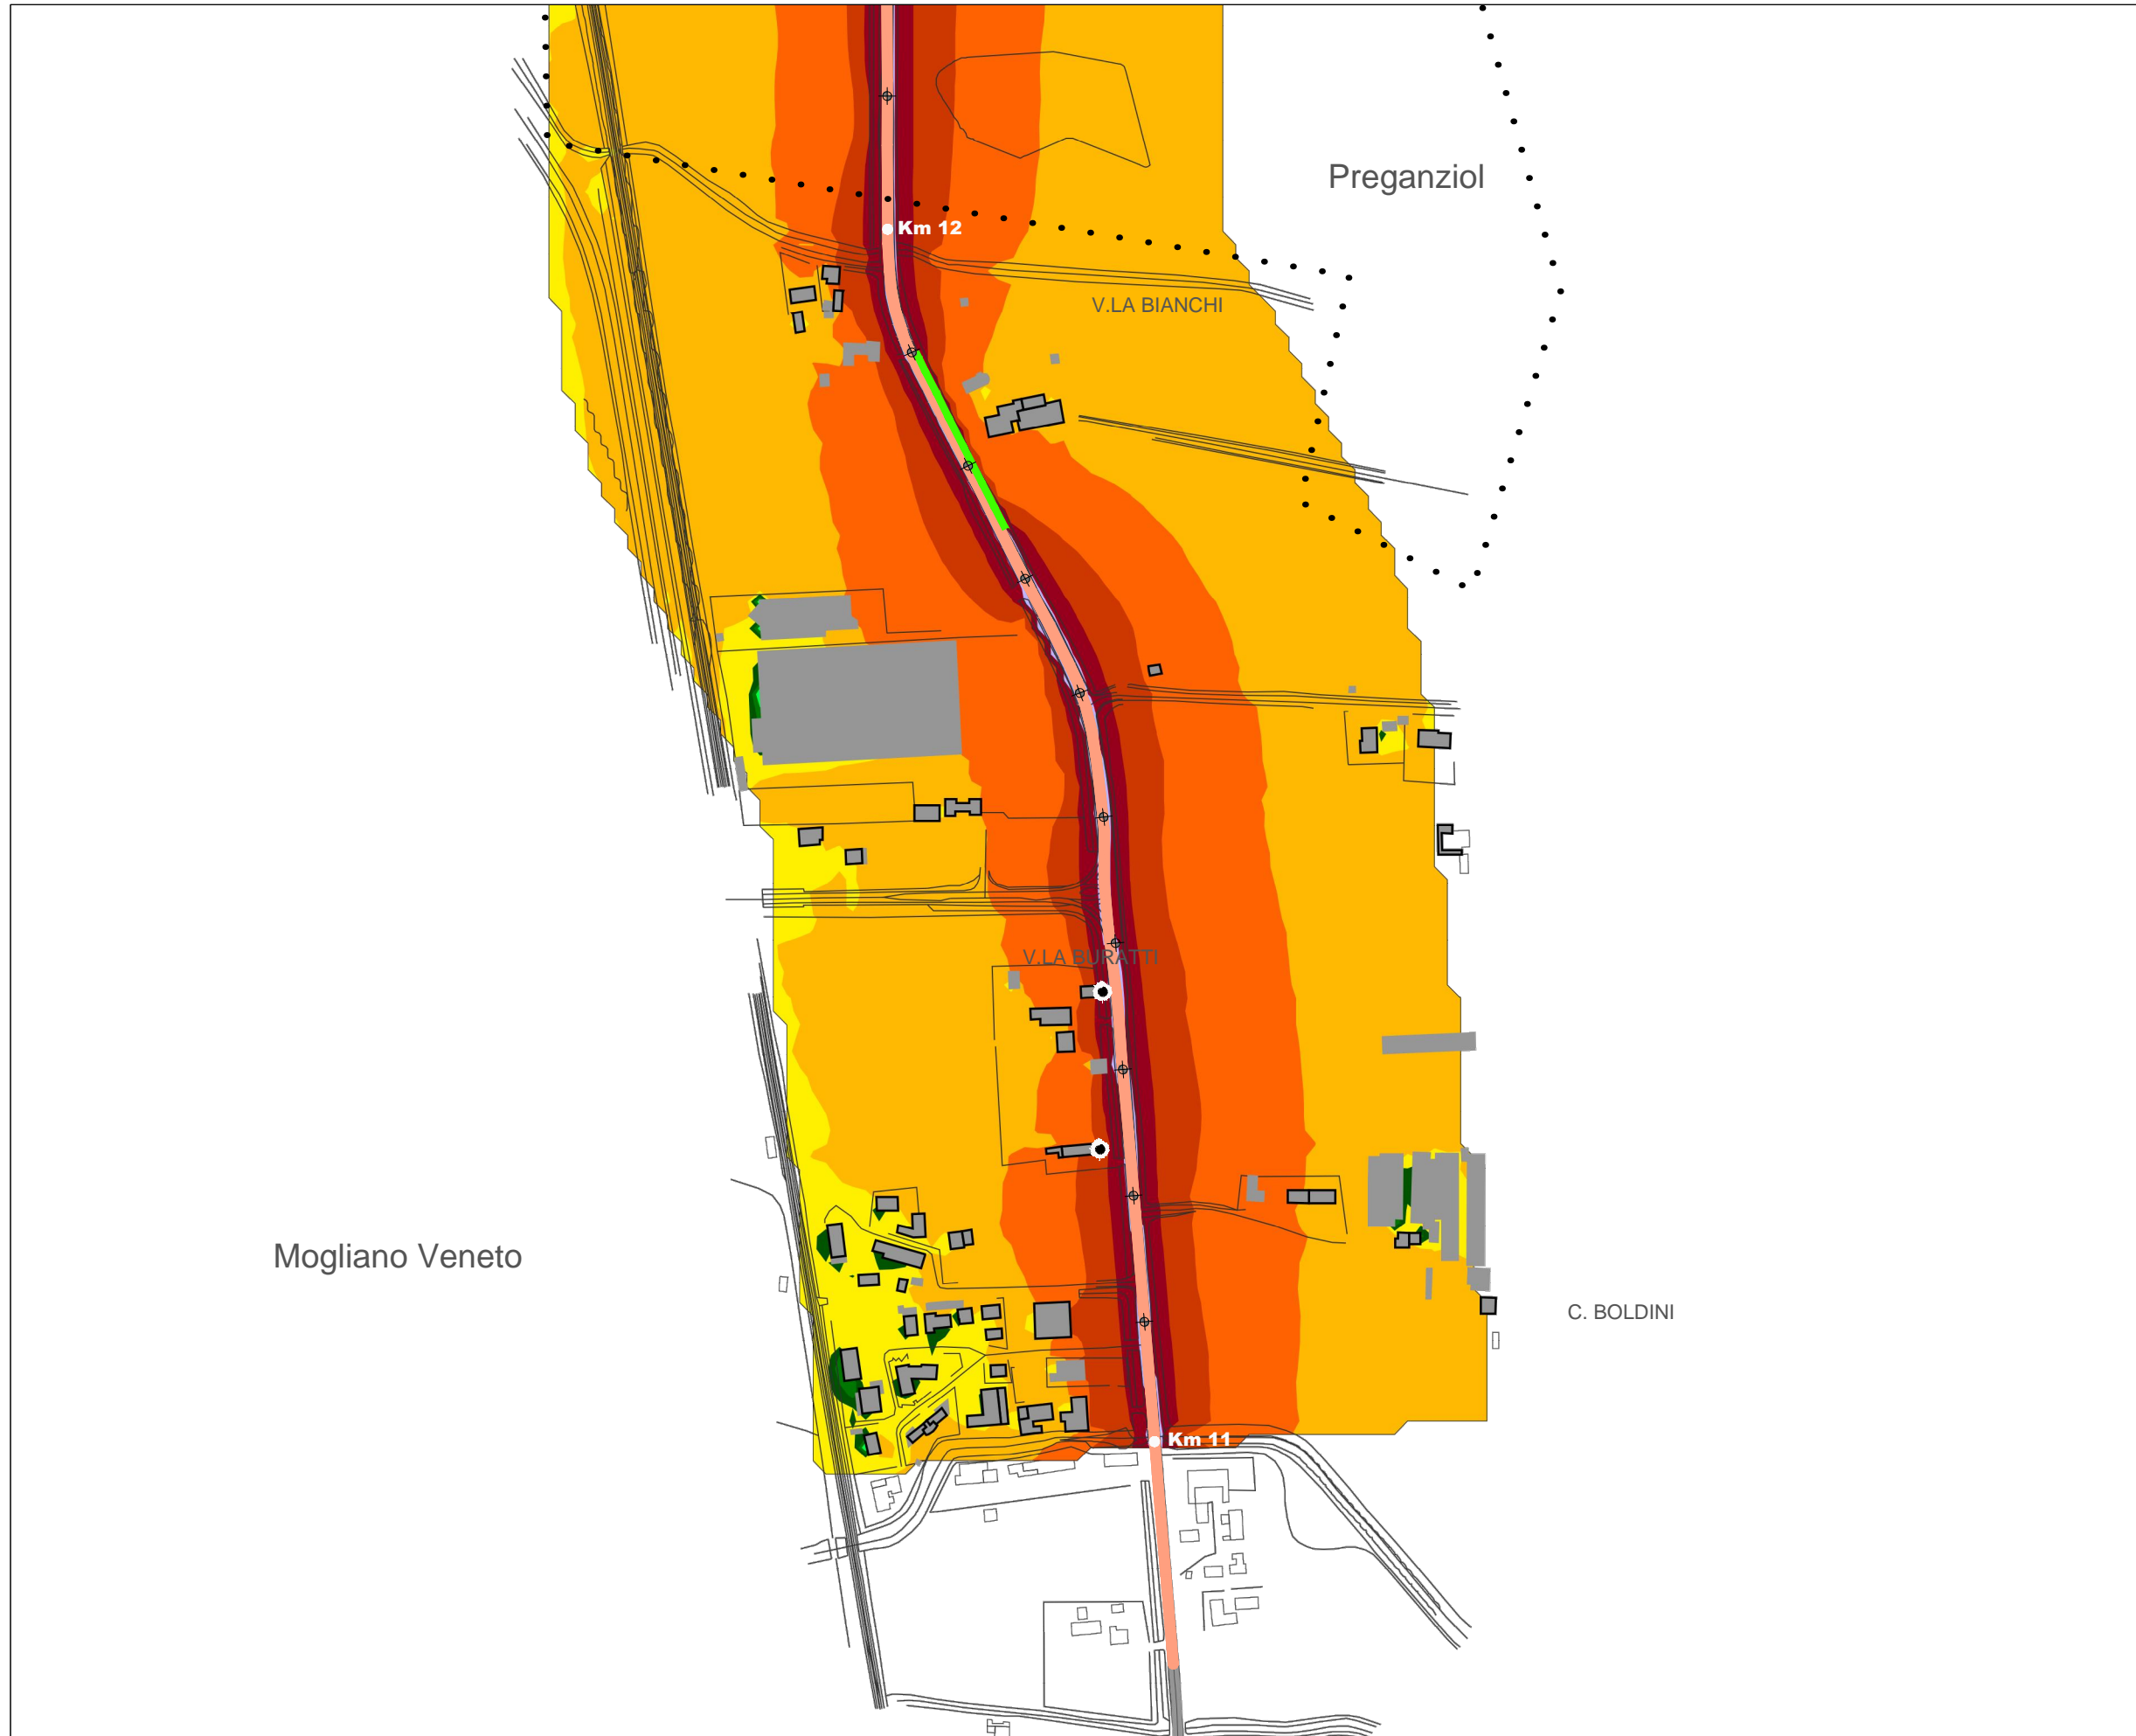 Preganziol
Km 12
V.LA BIANCHI
V.LA BURATTI
Mogliano Veneto
C. BOLDINI
Km 11